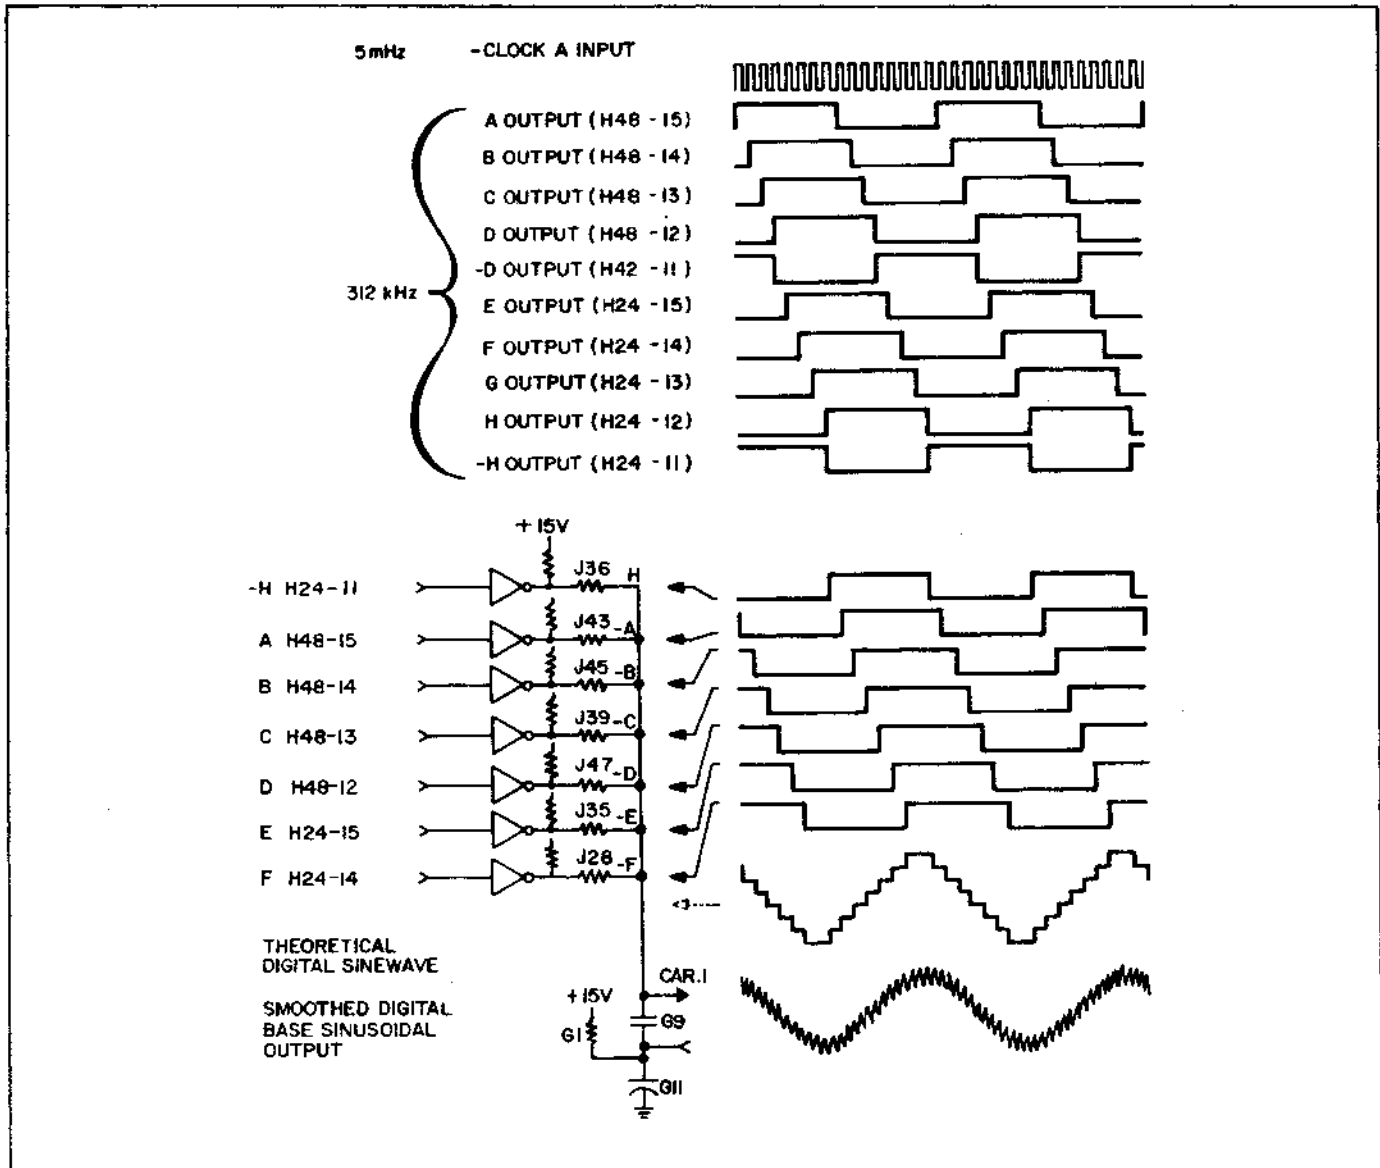 5 mHz -CLOCK A INPUT
A OUTPUT (H48 -15)
B OUTPUT (H48 -14)
C OUTPUT (H48 -13)
D OUTPUT (H48 -12)
-D OUTPUT (H42 -11)
312 kHz
E OUTPUT (H24 -15)
F OUTPUT (H24 -14)
G OUTPUT (H24 -13)
H OUTPUT (H24 -12)
-H OUTPUT (H24 -11)
+15V
-H H24-11 J36 H
A H48-15 J43 -A
B H48-14 J45 -B
C H48-13 J39 -C
D H48-12 J47 -D
E H24-15 J35 -E
F H24-14 J28 -F
THEORETICAL
DIGITAL SINEWAVE
CAR.1
SMOOTHED DIGITAL
BASE SINUSOIDAL
OUTPUT
+15V
G9
G1
G11